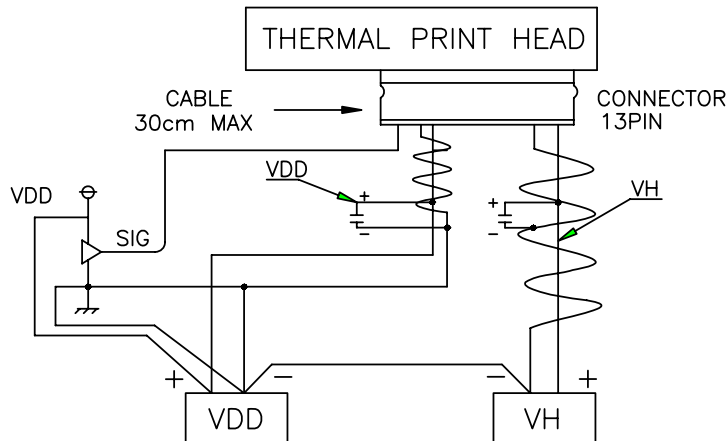 THERMAL PRINT HEAD
CABLE
30cm MAX
CONNECTOR
13PIN
VDD
VH
VDD
SIG
+
−
+
−
+
−
−
+
VDD
VH